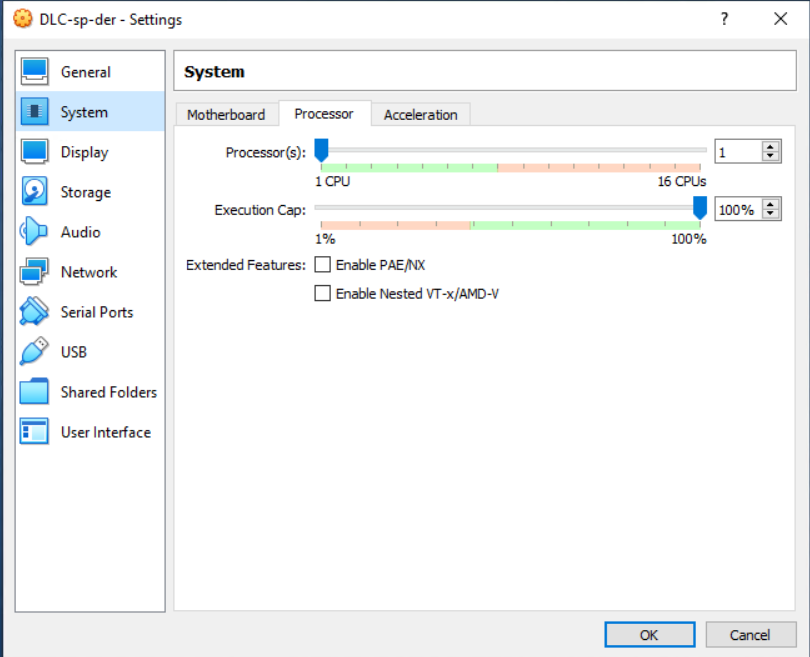 DLC-sp-der - Settings
?
General
System
Display
Storage
Audio
Network
Serial Ports
USB
Shared Folders
User Interface
System
Motherboard Processor Acceleration
Processor(s): 1
1 CPU 16 CPUs
Execution Cap: 100%
1% 100%
Extended Features: Enable PAE/NX
Enable Nested VT-x/AMD-V
OK Cancel